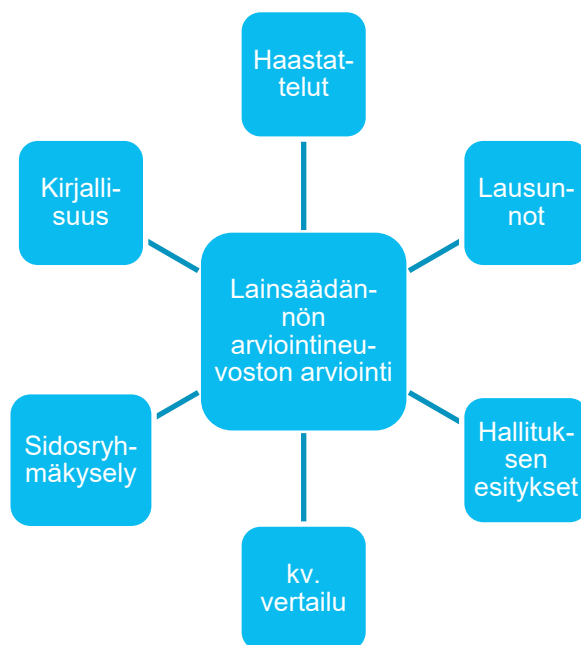 Haastat-
telut
Kirjalli-
suus
Lausun-
not
Lainsäädän-
nön
arviointineu-
voston arviointi
Sidosryh-
mäkysely
Hallituk-
sen
esitykset
kv.
vertailu